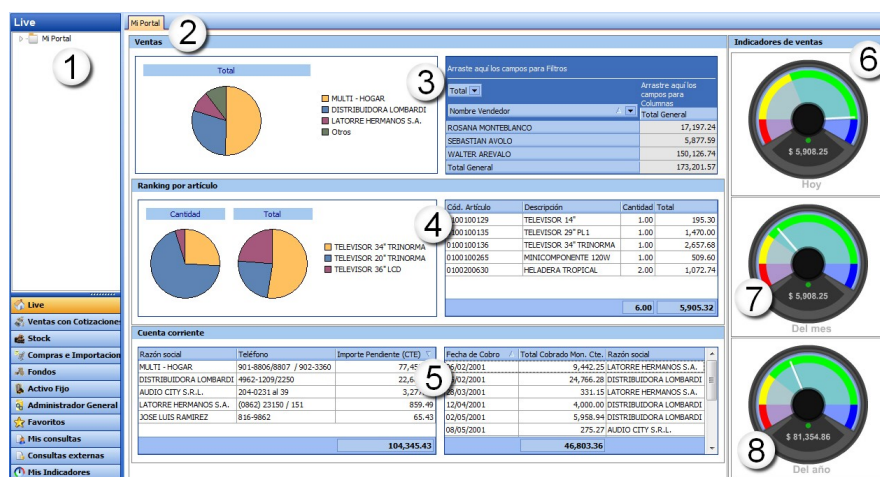 Live
Mi Portal
1
Live
Ventas con Cotizaciones
Stock
Compras e Importacion
Fondos
Activo Fijo
Administrador General
Favoritos
Mis consultas
Consultas externas
Mis Indicadores
Mi Portal
2
Ventas
Total
MULTI - HOGAR
DISTRIBUIDORA LOMBARDI
LATORRE HERMANOS S.A.
Otros
3
Arraste aquí los campos para Filtros
Total
Arrastre aquí los
campos para
Columnas
Nombre Vendedor
Total General
ROSANA MONTEBLANCO 17,197.24
SEBASTIAN AVOLO 5,877.59
WALTER AREVALO 150,126.74
Total General 173,201.57
Ranking por artículo
Cantidad
Total
TELEVISOR 34" TRINORMA
TELEVISOR 20" TRINORMA
TELEVISOR 36" LCD
4
Cód. Artículo Descripción Cantidad Total
0100100129 TELEVISOR 14" 1.00 195.30
0100100135 TELEVISOR 29" PL1 1.00 1,470.00
0100100136 TELEVISOR 34" TRINORMA 1.00 2,657.68
0100100265 MINICOMPONENTE 120W 1.00 509.60
0100200630 HELADERA TROPICAL 2.00 1,072.74
6.00 5,905.32
Cuenta corriente
Razón social Teléfono Importe Pendiente (CTE)
MULTI - HOGAR 901-8806/8807 / 902-3360
DISTRIBUIDORA LOMBARDI 4962-1209/2250
AUDIO CITY S.R.L. 204-0231 al 39
LATORRE HERMANOS S.A. (0862) 23150 / 151 859.49
JOSE LUIS RAMIREZ 816-9862 65.43
104,345.43
5
Fecha de Cobro Total Cobrado Mon. Cte. Razón social
/02/2001 9,442.25 LATORRE HERMANOS S.A.
/02/2001 24,766.28 DISTRIBUIDORA LOMBARDI
/03/2001 331.15 LATORRE HERMANOS S.A.
12/04/2001 4,000.00 DISTRIBUIDORA LOMBARDI
02/05/2001 5,958.94 DISTRIBUIDORA LOMBARDI
08/05/2001 275.27 AUDIO CITY S.R.L.
46,803.36
Indicadores de ventas
6
$ 5,908.25
Hoy
7
$ 5,908.25
Del mes
8
$ 81,354.86
Del año